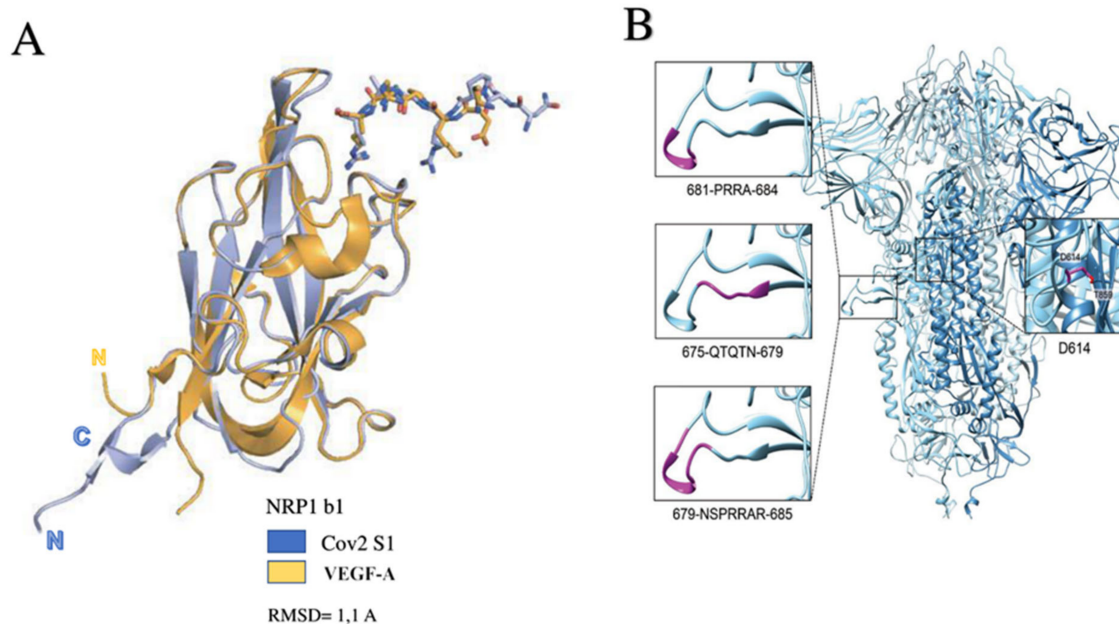 A
N
C
N
NRP1 b1
Cov2 S1
VEGF-A
RMSD= 1,1 A
B
681-PRRA-684
675-QTQTN-679
679-NSPRRAR-685
D614
T859
D614